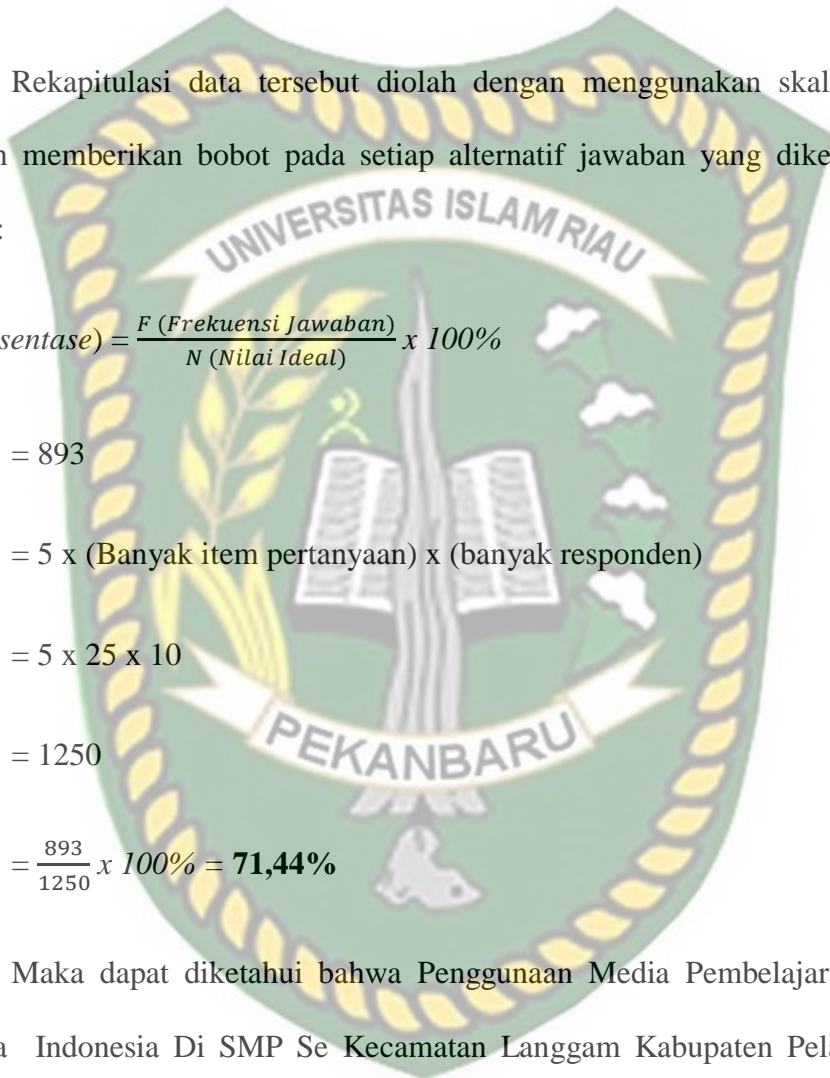 Rekapitulasi data tersebut diolah dengan menggunakan skal
memberikan bobot pada setiap alternatif jawaban yang dike
:
UNIVERSITAS ISLAM RIAU
sentase) = F (Frekuensi Jawaban) / N (Nilai Ideal) x 100%
= 893
= 5 x (Banyak item pertanyaan) x (banyak responden)
= 5 x 25 x 10
= 1250
PEKANBARU
= 893 / 1250 x 100% = 71,44%
Maka dapat diketahui bahwa Penggunaan Media Pembelajar
a Indonesia Di SMP Se Kecamatan Langgam Kabupaten Pela